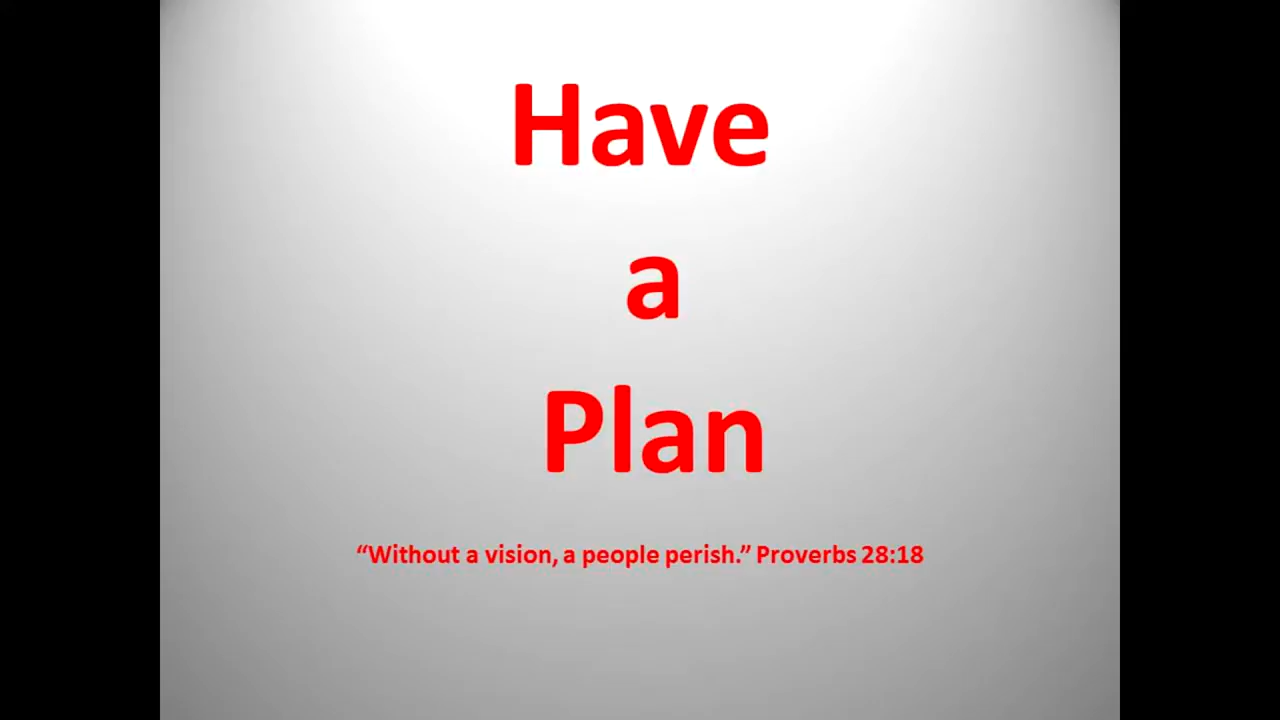 Have
a
Plan
“Without a vision, a people perish.” Proverbs 28:18